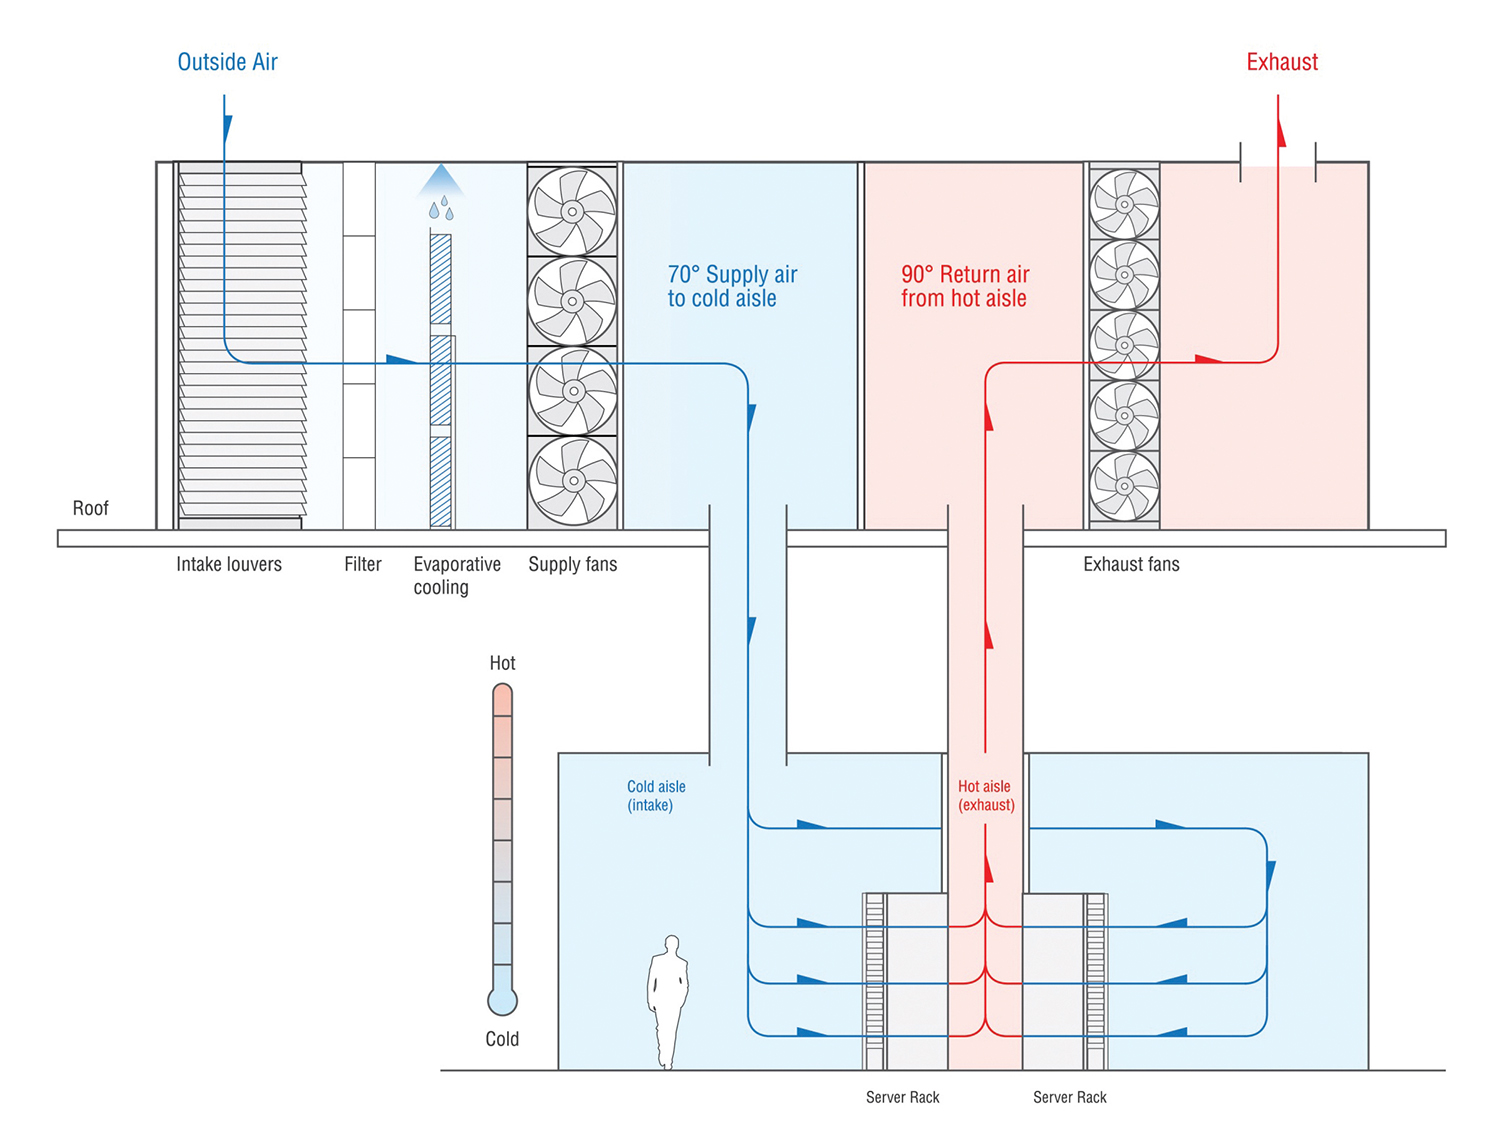 Outside Air
Exhaust
70° Supply air
to cold aisle
90° Return air
from hot aisle
Roof
Intake louvers
Filter
Evaporative
cooling
Supply fans
Exhaust fans
Hot
Cold aisle
(intake)
Hot aisle
(exhaust)
Cold
Server Rack
Server Rack